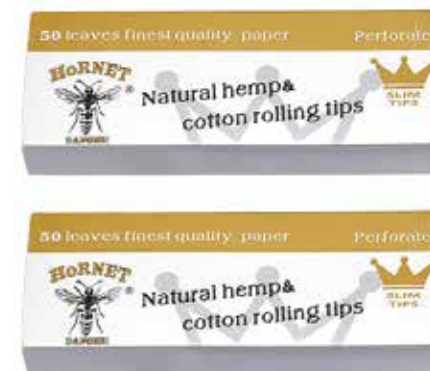 50 leaves finest quality paper Perforate
HORNET
®
Natural hemp&
cotton rolling tips
SLIM
TIPS
50 leaves finest quality paper Perforate
HORNET
®
Natural hemp&
cotton rolling tips
SLIM
TIPS